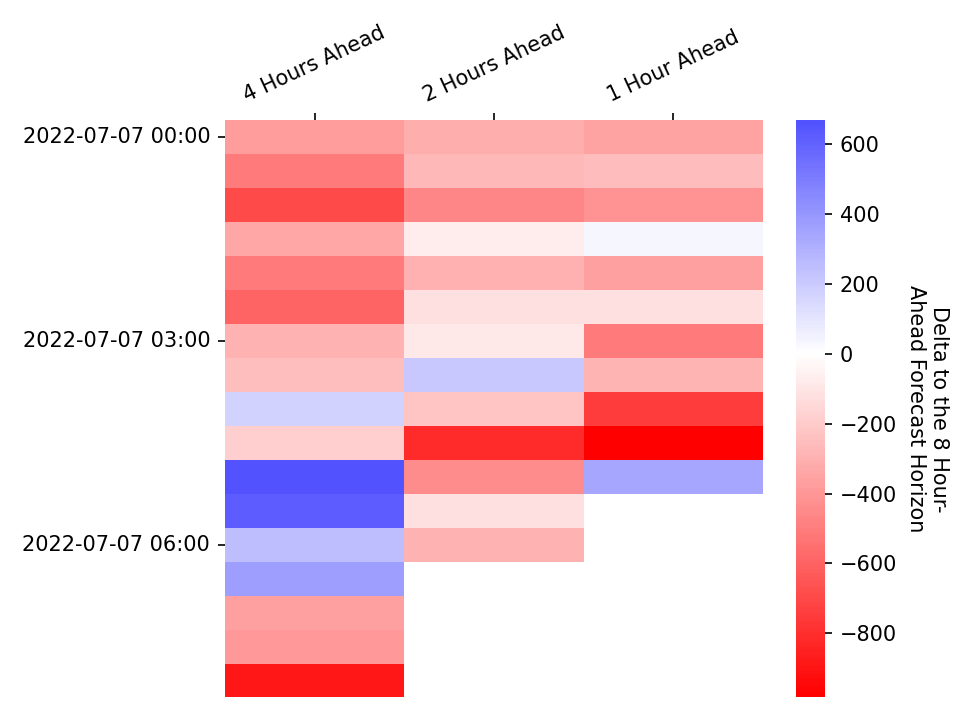 4 Hours Ahead
2 Hours Ahead
1 Hour Ahead
2022-07-07 00:00
2022-07-07 03:00
2022-07-07 06:00
600
400
200
0
−200
−400
−600
−800
Delta to the 8 Hour-
Ahead Forecast Horizon